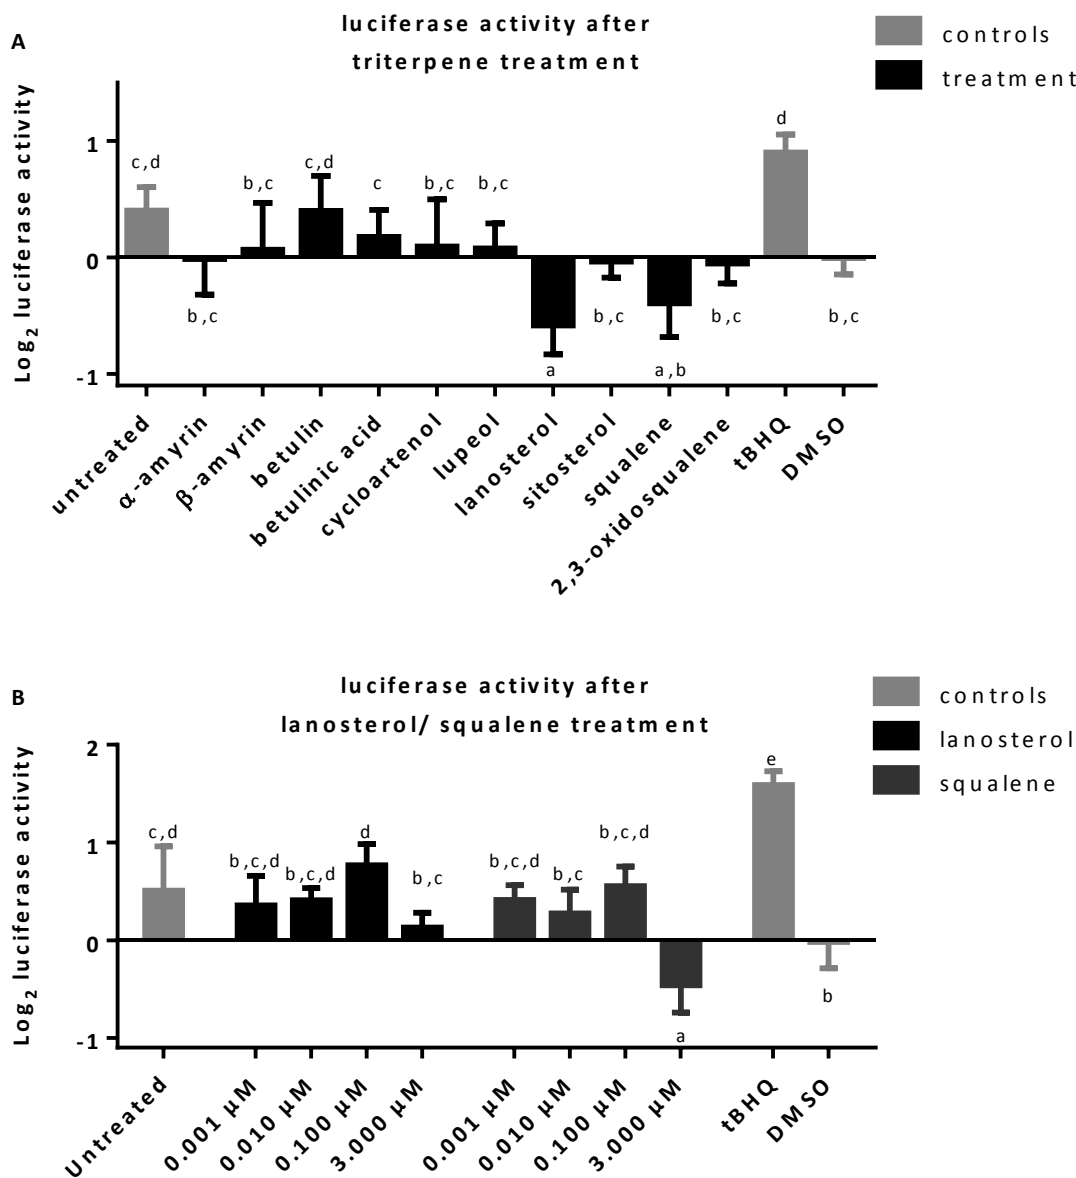 A
luciferase activity after
triterpene treatment
controls
treatment
Log₂ luciferase activity
1
0
-1
c,d
b,c
b,c
c,d
c
b,c
b,c
a
b,c
a,b
b,c
d
b,c
untreated
α-amyrin
β-amyrin
betulin
betulinic acid
cycloartenol
lupeol
lanosterol
sitosterol
squalene
2,3-oxidosqualene
tBHQ
DMSO
B
luciferase activity after
lanosterol/ squalene treatment
controls
lanosterol
squalene
Log₂ luciferase activity
2
1
0
-1
c,d
b,c,d
b,c,d
d
b,c
b,c,d
b,c
b,c,d
a
e
b
Untreated
0.001 µM
0.010 µM
0.100 µM
3.000 µM
0.001 µM
0.010 µM
0.100 µM
3.000 µM
tBHQ
DMSO